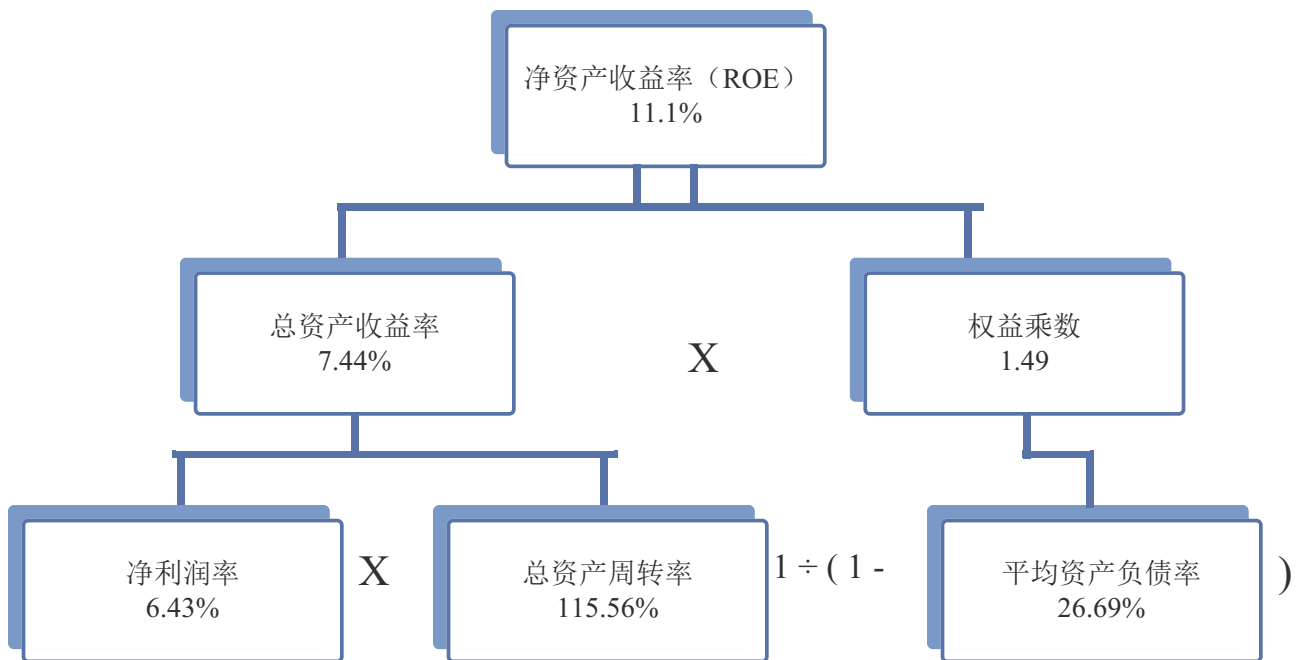 净资产收益率（ROE）
11.1%
总资产收益率
7.44%
X
权益乘数
1.49
净利润率
6.43%
X
总资产周转率
115.56%
1 ÷ ( 1 -
平均资产负债率
26.69%
)